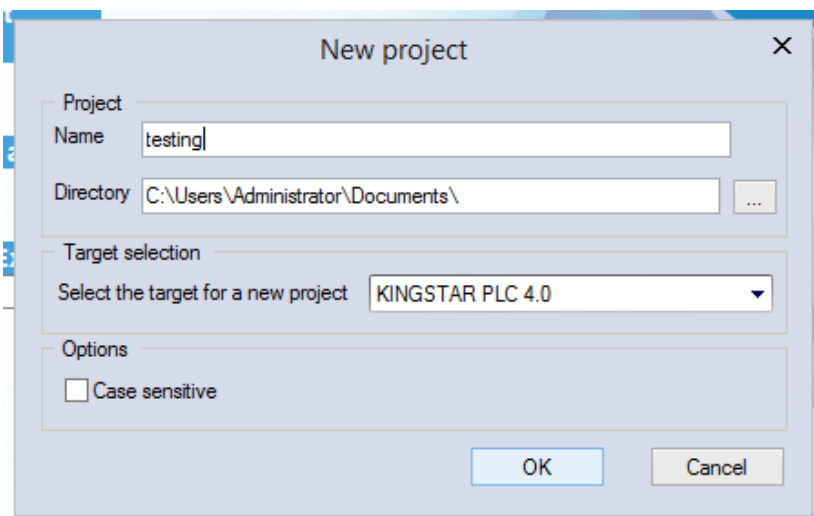 New project
Project
Name testing
Directory C:\Users\Administrator\Documents\ ...
Target selection
Select the target for a new project KINGSTAR PLC 4.0
Options
Case sensitive
OK Cancel